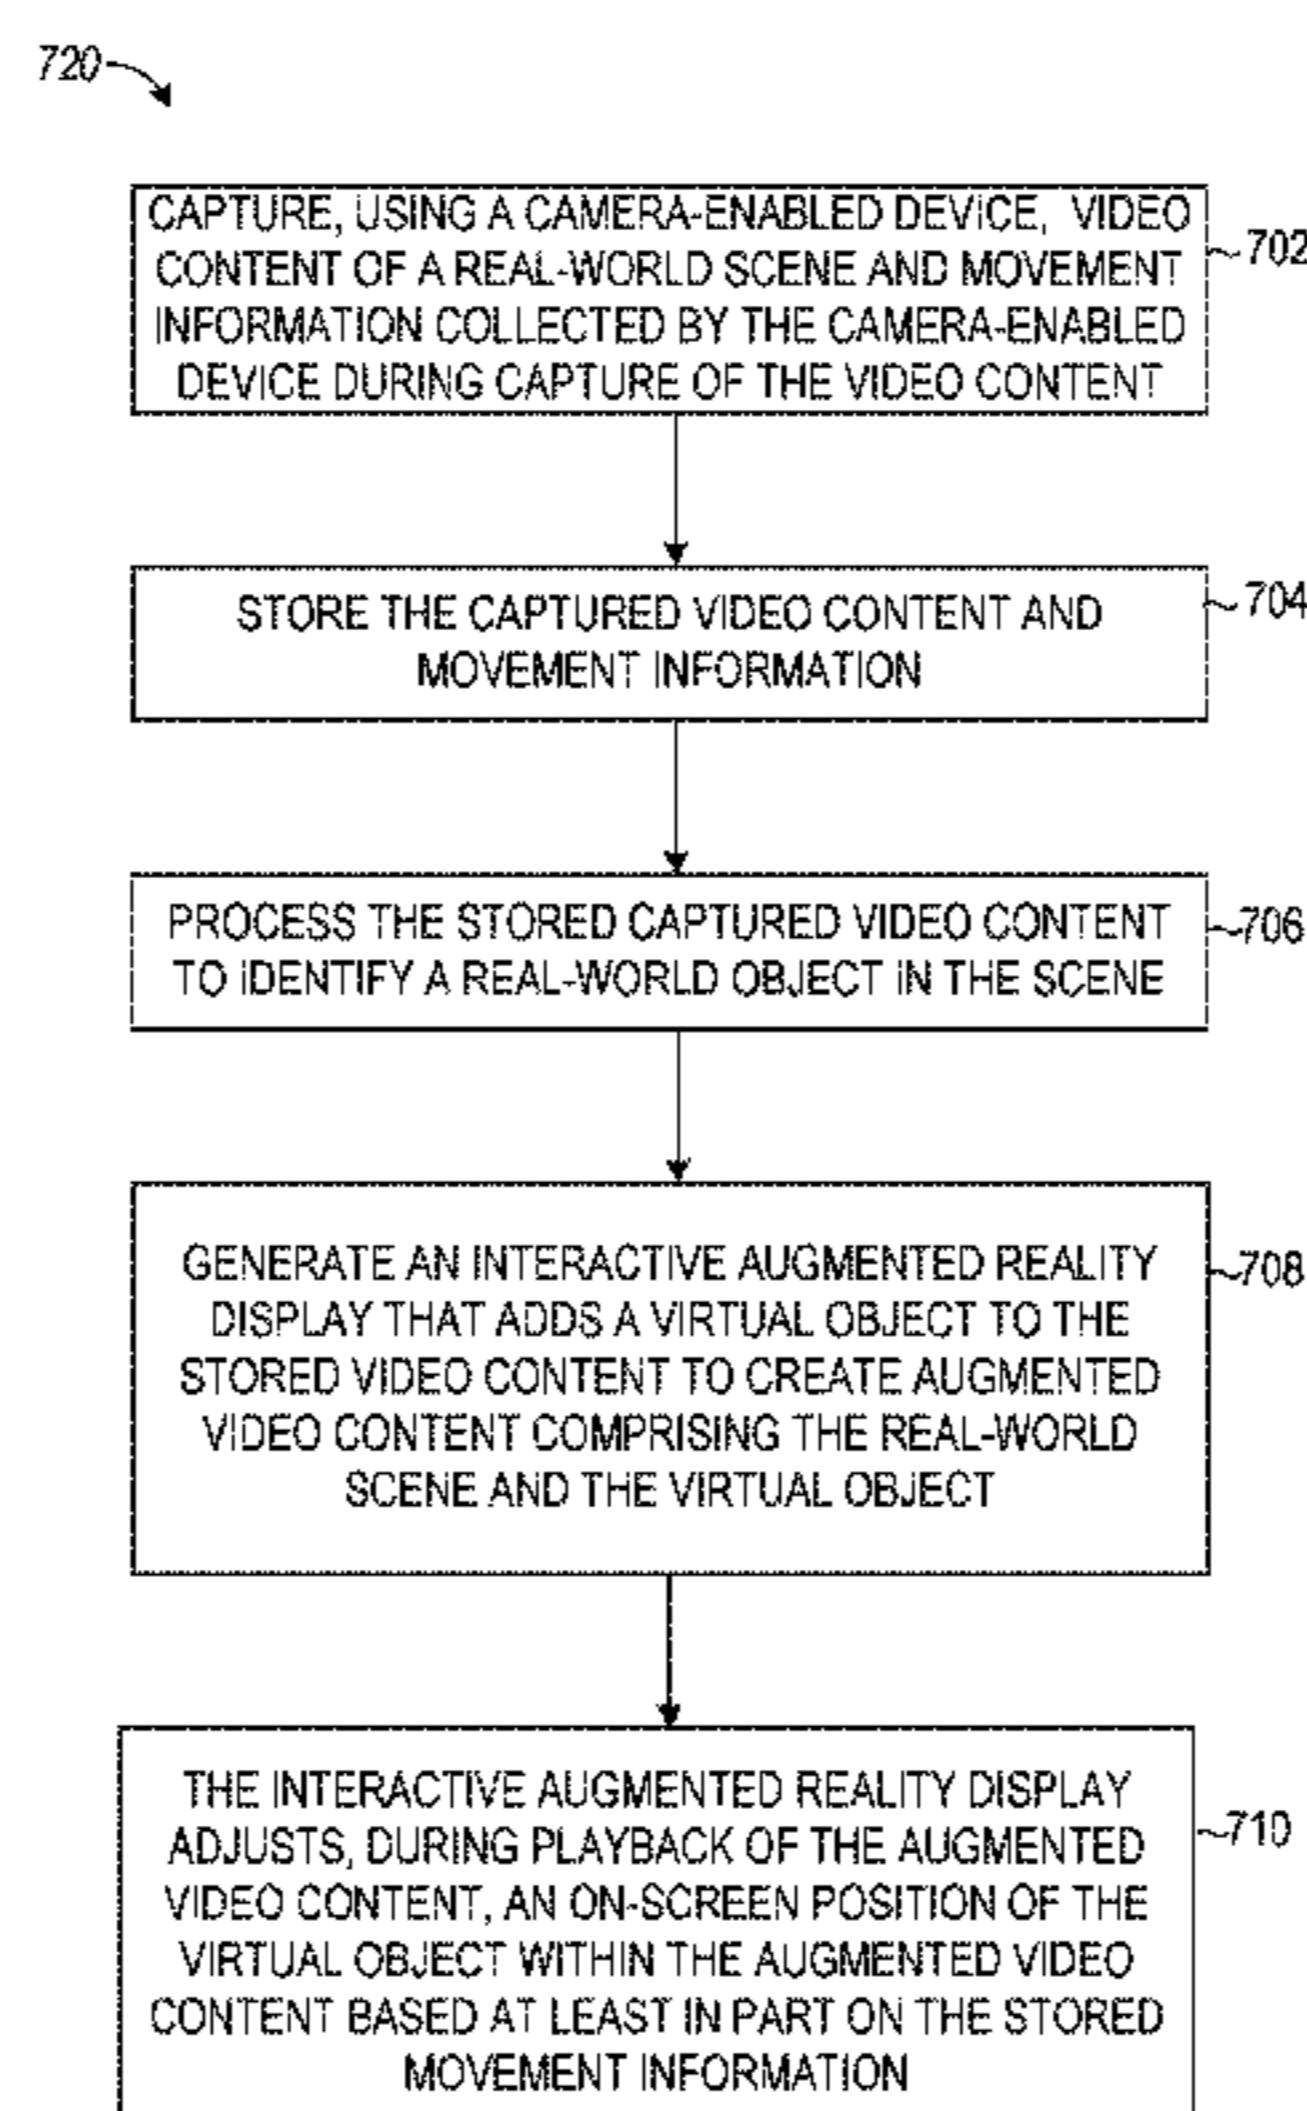 720
CAPTURE, USING A CAMERA-ENABLED DEVICE, VIDEO
CONTENT OF A REAL-WORLD SCENE AND MOVEMENT
INFORMATION COLLECTED BY THE CAMERA-ENABLED
DEVICE DURING CAPTURE OF THE VIDEO CONTENT
702
STORE THE CAPTURED VIDEO CONTENT AND
MOVEMENT INFORMATION
704
PROCESS THE STORED CAPTURED VIDEO CONTENT
TO IDENTIFY A REAL-WORLD OBJECT IN THE SCENE
706
GENERATE AN INTERACTIVE AUGMENTED REALITY
DISPLAY THAT ADDS A VIRTUAL OBJECT TO THE
STORED VIDEO CONTENT TO CREATE AUGMENTED
VIDEO CONTENT COMPRISING THE REAL-WORLD
SCENE AND THE VIRTUAL OBJECT
708
THE INTERACTIVE AUGMENTED REALITY DISPLAY
ADJUSTS, DURING PLAYBACK OF THE AUGMENTED
VIDEO CONTENT, AN ON-SCREEN POSITION OF THE
VIRTUAL OBJECT WITHIN THE AUGMENTED VIDEO
CONTENT BASED AT LEAST IN PART ON THE STORED
MOVEMENT INFORMATION
710